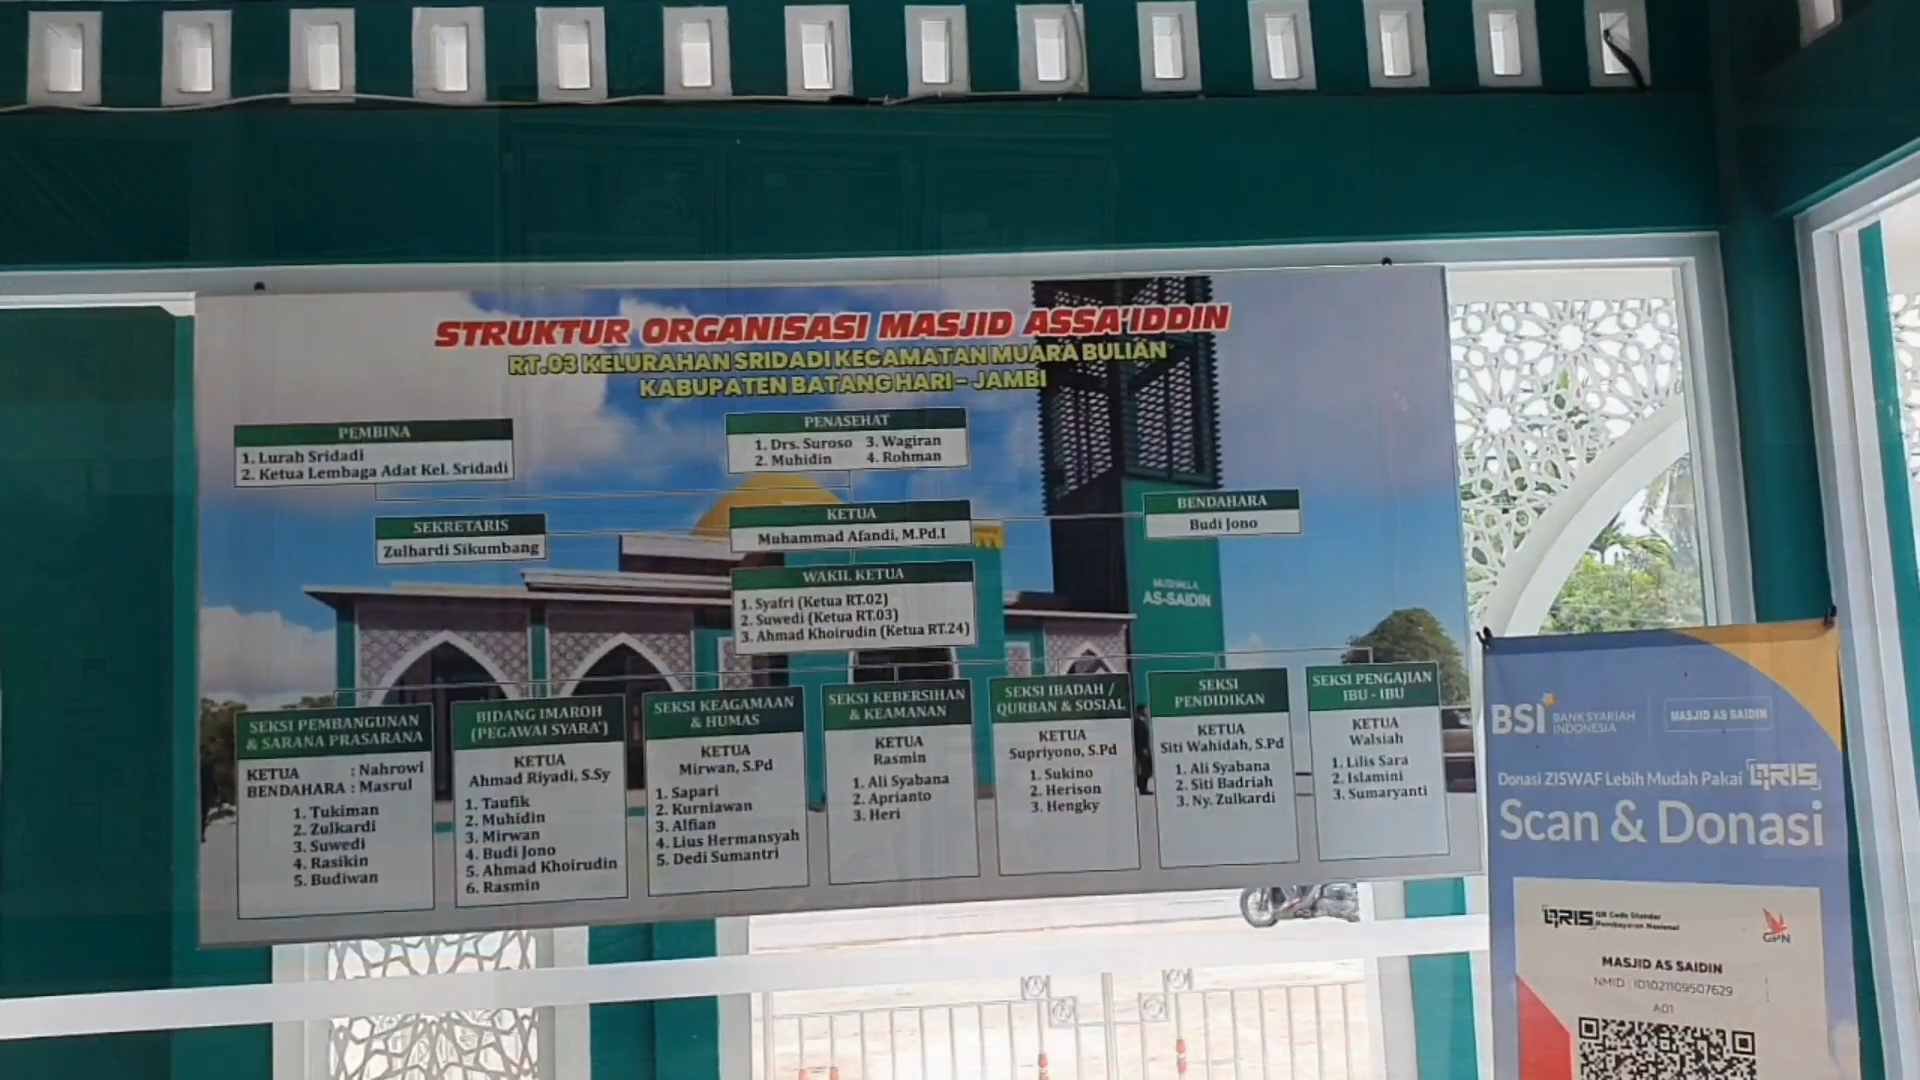 STRUKTUR ORGANISASI MASJID ASSA'IDDIN
RT.03 KELURAHAN SRIDADI KECAMATAN MUARA BULIAN
KABUPATEN BATANGHARI - JAMBI
PEMBINA
1. Lurah Sridadi
2. Ketua Lembaga Adat Kel. Sridadi
PENASEHAT
1. Drs. Suroso 3. Wagiran
2. Muhidin 4. Rohman
SEKRETARIS
Zulhardi Sikumbang
KETUA
Muhammad Afandi, M.Pd.I
BENDAHARA
Budi Jono
WAKIL KETUA
1. Syafri (Ketua RT.02)
2. Suwedi (Ketua RT.03)
3. Ahmad Khoirudin (Ketua RT.24)
MUSHALLA
AS-SAIDIN
SEKSI PEMBANGUNAN
& SARANA PRASARANA
KETUA : Nahrowi
BENDAHARA : Masrul
1. Tukiman
2. Zulkardi
3. Suwedi
4. Rasikin
5. Budiwan
BIDANG IMAROH
(PEGAWAI SYARA')
KETUA
Ahmad Riyadi, S.Sy
1. Taufik
2. Muhidin
3. Mirwan
4. Budi Jono
5. Ahmad Khoirudin
6. Rasmin
SEKSI KEAGAMAAN
& HUMAS
KETUA
Mirwan, S.Pd
1. Sapari
2. Kurniawan
3. Alfian
4. Lius Hermansyah
5. Dedi Sumantri
SEKSI KEBERSIHAN
& KEAMANAN
KETUA
Rasmin
1. Ali Syabana
2. Aprianto
3. Heri
SEKSI IBADAH /
QURBAN & SOSIAL
KETUA
Supriyono, S.Pd
1. Sukino
2. Herison
3. Hengky
SEKSI
PENDIDIKAN
KETUA
Siti Wahidah, S.Pd
1. Ali Syabana
2. Siti Badriah
3. Ny. Zulkardi
SEKSI PENGAJIAN
IBU - IBU
KETUA
Walsiah
1. Lilis Sara
2. Islamini
3. Sumaryanti
BSI BANK SYARIAH
INDONESIA
MASJID AS SAIDIN
Donasi ZISWAF Lebih Mudah Pakai QRIS
Scan & Donasi
QRIS QR Code Standar
Pembayaran Nasional
GPN
MASJID AS SAIDIN
NMID : ID1021109507629
A01